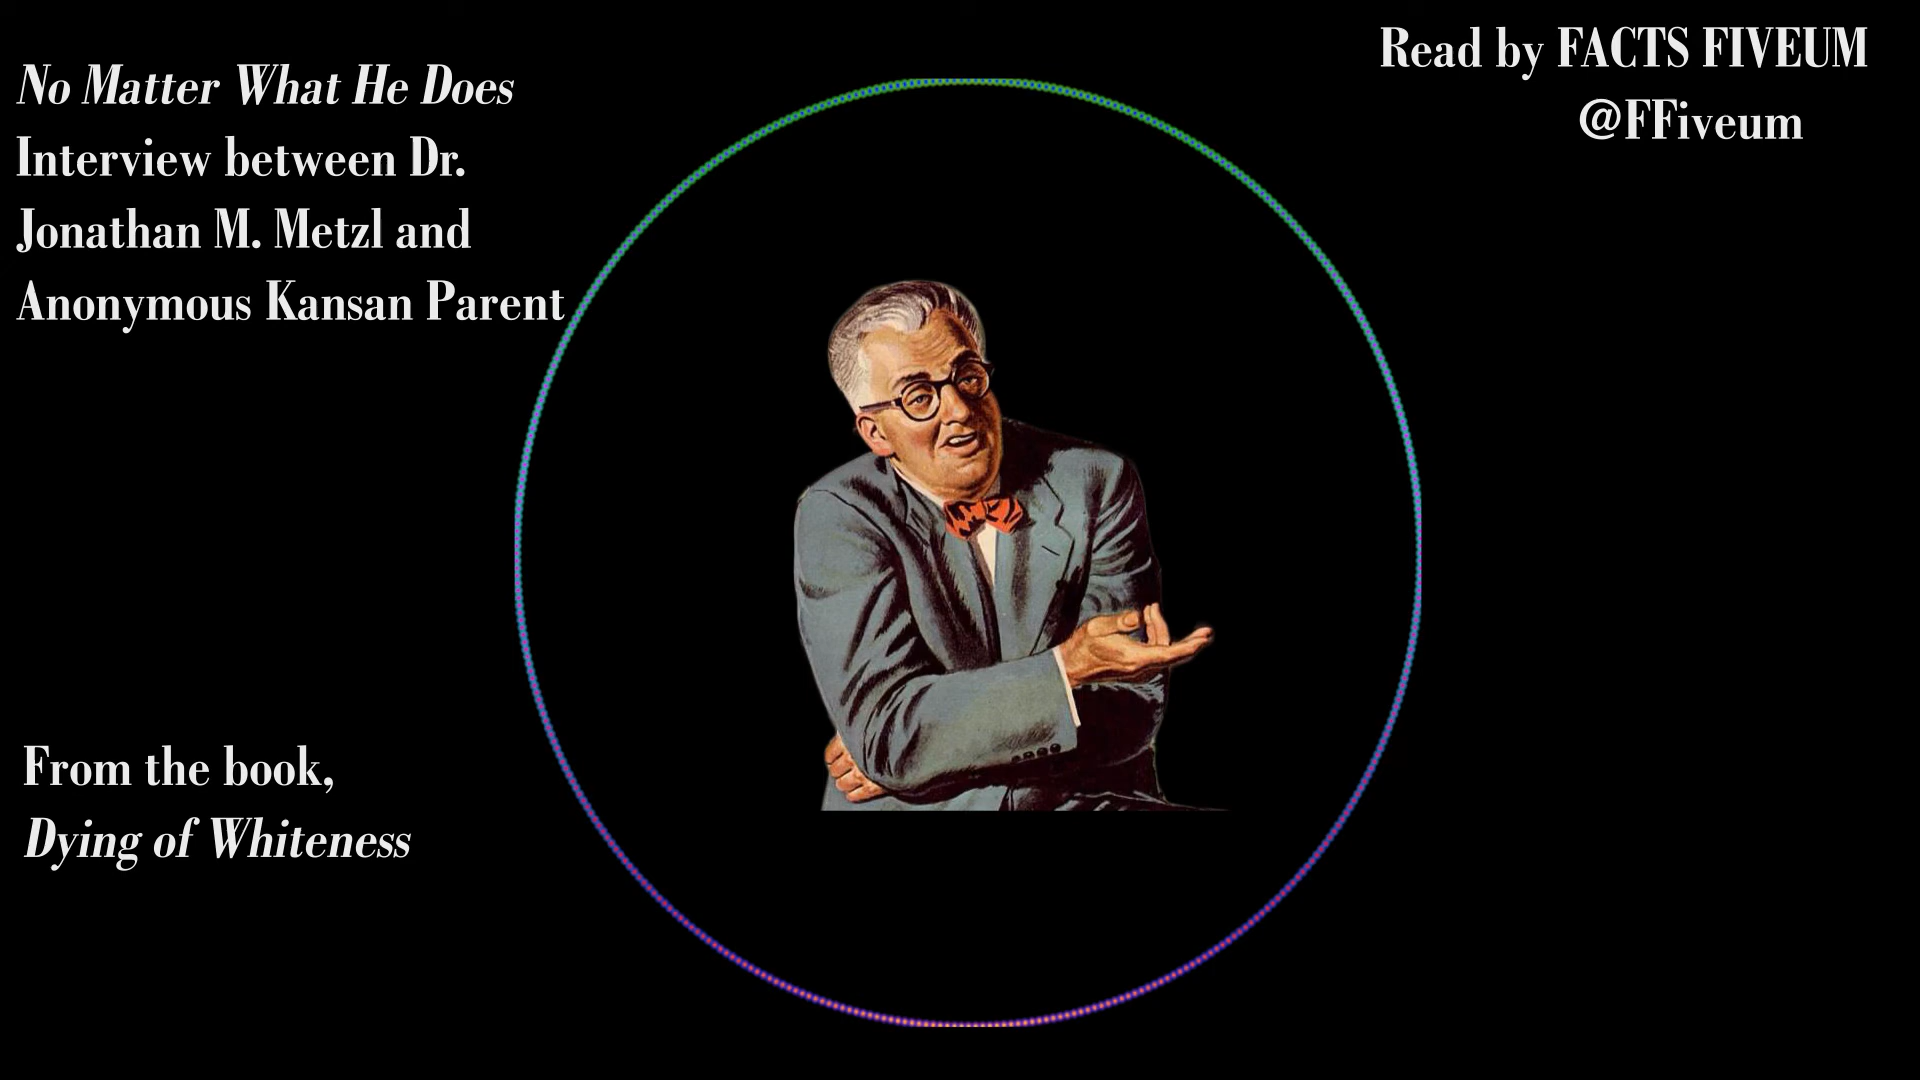 No Matter What He Does
Interview between Dr.
Jonathan M. Metzl and
Anonymous Kansan Parent
Read by FACTS FIVEUM
@FFiveum
From the book,
Dying of Whiteness